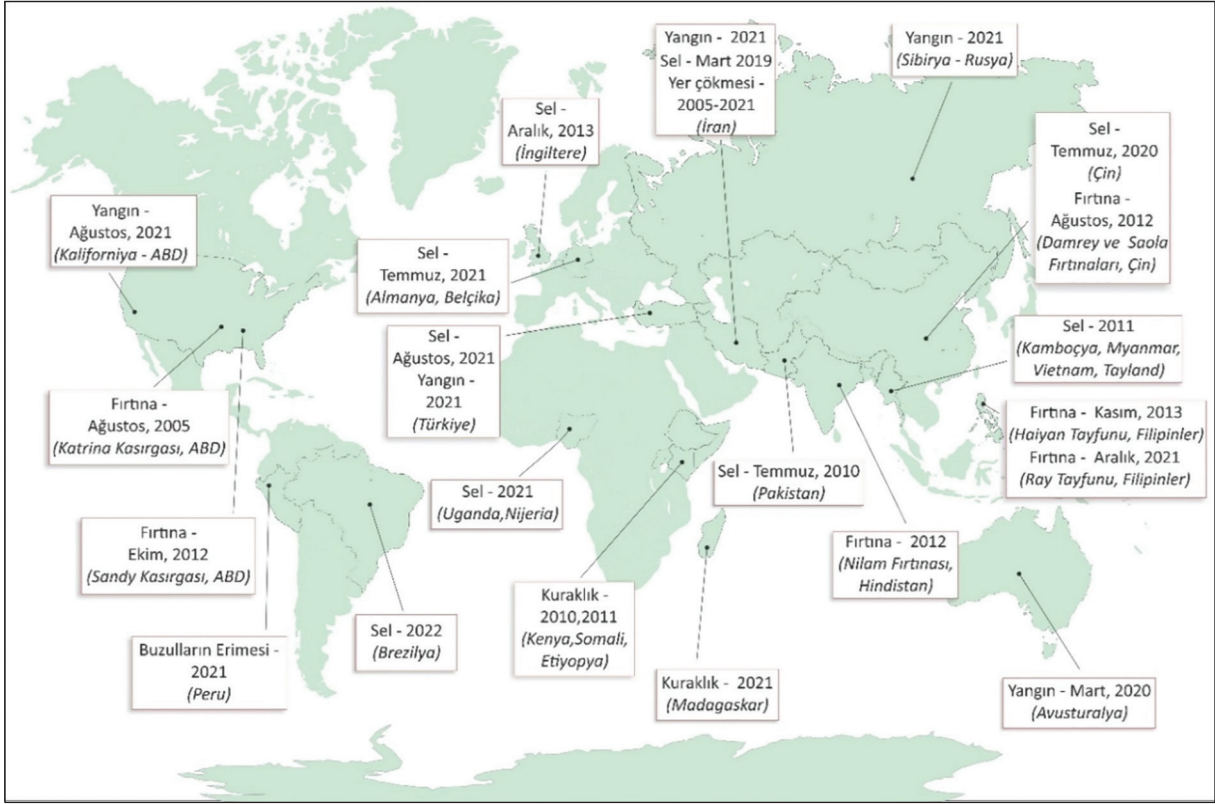 Yangın - 2021
Sel - Mart 2019
Yer çökmesi -
2005-2021
(İran)
Yangın - 2021
(Sibirya - Rusya)
Sel -
Aralık, 2013
(İngiltere)
Sel -
Temmuz, 2020
(Çin)
Fırtına -
Ağustos, 2012
(Damrey ve Saola
Fırtınaları, Çin)
Yangın -
Ağustos, 2021
(Kaliforniya - ABD)
Sel -
Temmuz, 2021
(Almanya, Belçika)
Sel -
Ağustos, 2021
Yangın -
2021
(Türkiye)
Sel - 2011
(Kamboçya, Myanmar,
Vietnam, Tayland)
Fırtına -
Ağustos, 2005
(Katrina Kasırgası, ABD)
Fırtına - Kasım, 2013
(Haiyan Tayfunu, Filipinler)
Fırtına - Aralık, 2021
(Ray Tayfunu, Filipinler)
Sel - Temmuz, 2010
(Pakistan)
Sel - 2021
(Uganda,Nijeria)
Fırtına -
Ekim, 2012
(Sandy Kasırgası, ABD)
Fırtına - 2012
(Nilam Fırtınası,
Hindistan)
Kuraklık -
2010,2011
(Kenya,Somali,
Etiyopya)
Sel - 2022
(Brezilya)
Buzulların Erimesi -
2021
(Peru)
Kuraklık - 2021
(Madagaskar)
Yangın - Mart, 2020
(Avusturalya)